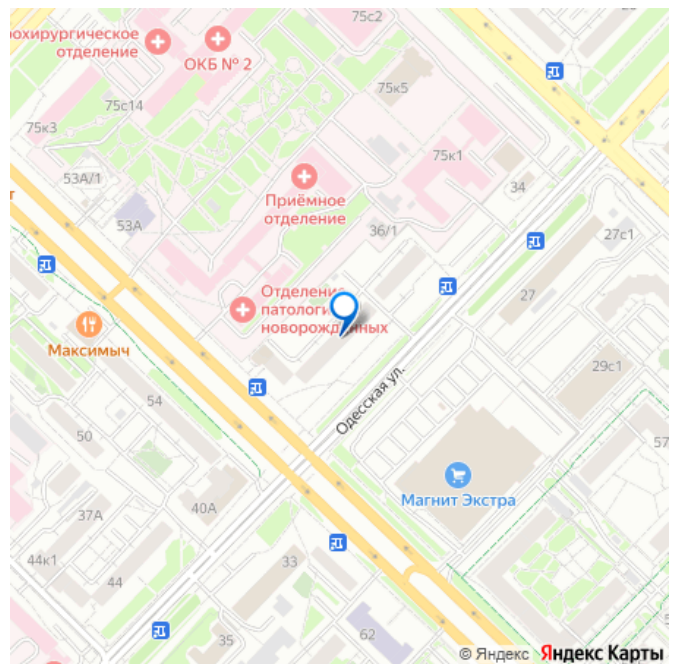 75с2
рохирургическое
отделение
ОКБ № 2
75к5
75с14
75к3
75к1
53А/1
Приёмное
отделение
34
53А
36/1
27с1
Отделение
патологии
новорождённых
27
Максимыч
29с1
54
Одесская ул.
50
57
Магнит Экстра
37А
40А
44к1
44
33
35
62
© Яндекс Яндекс Карты